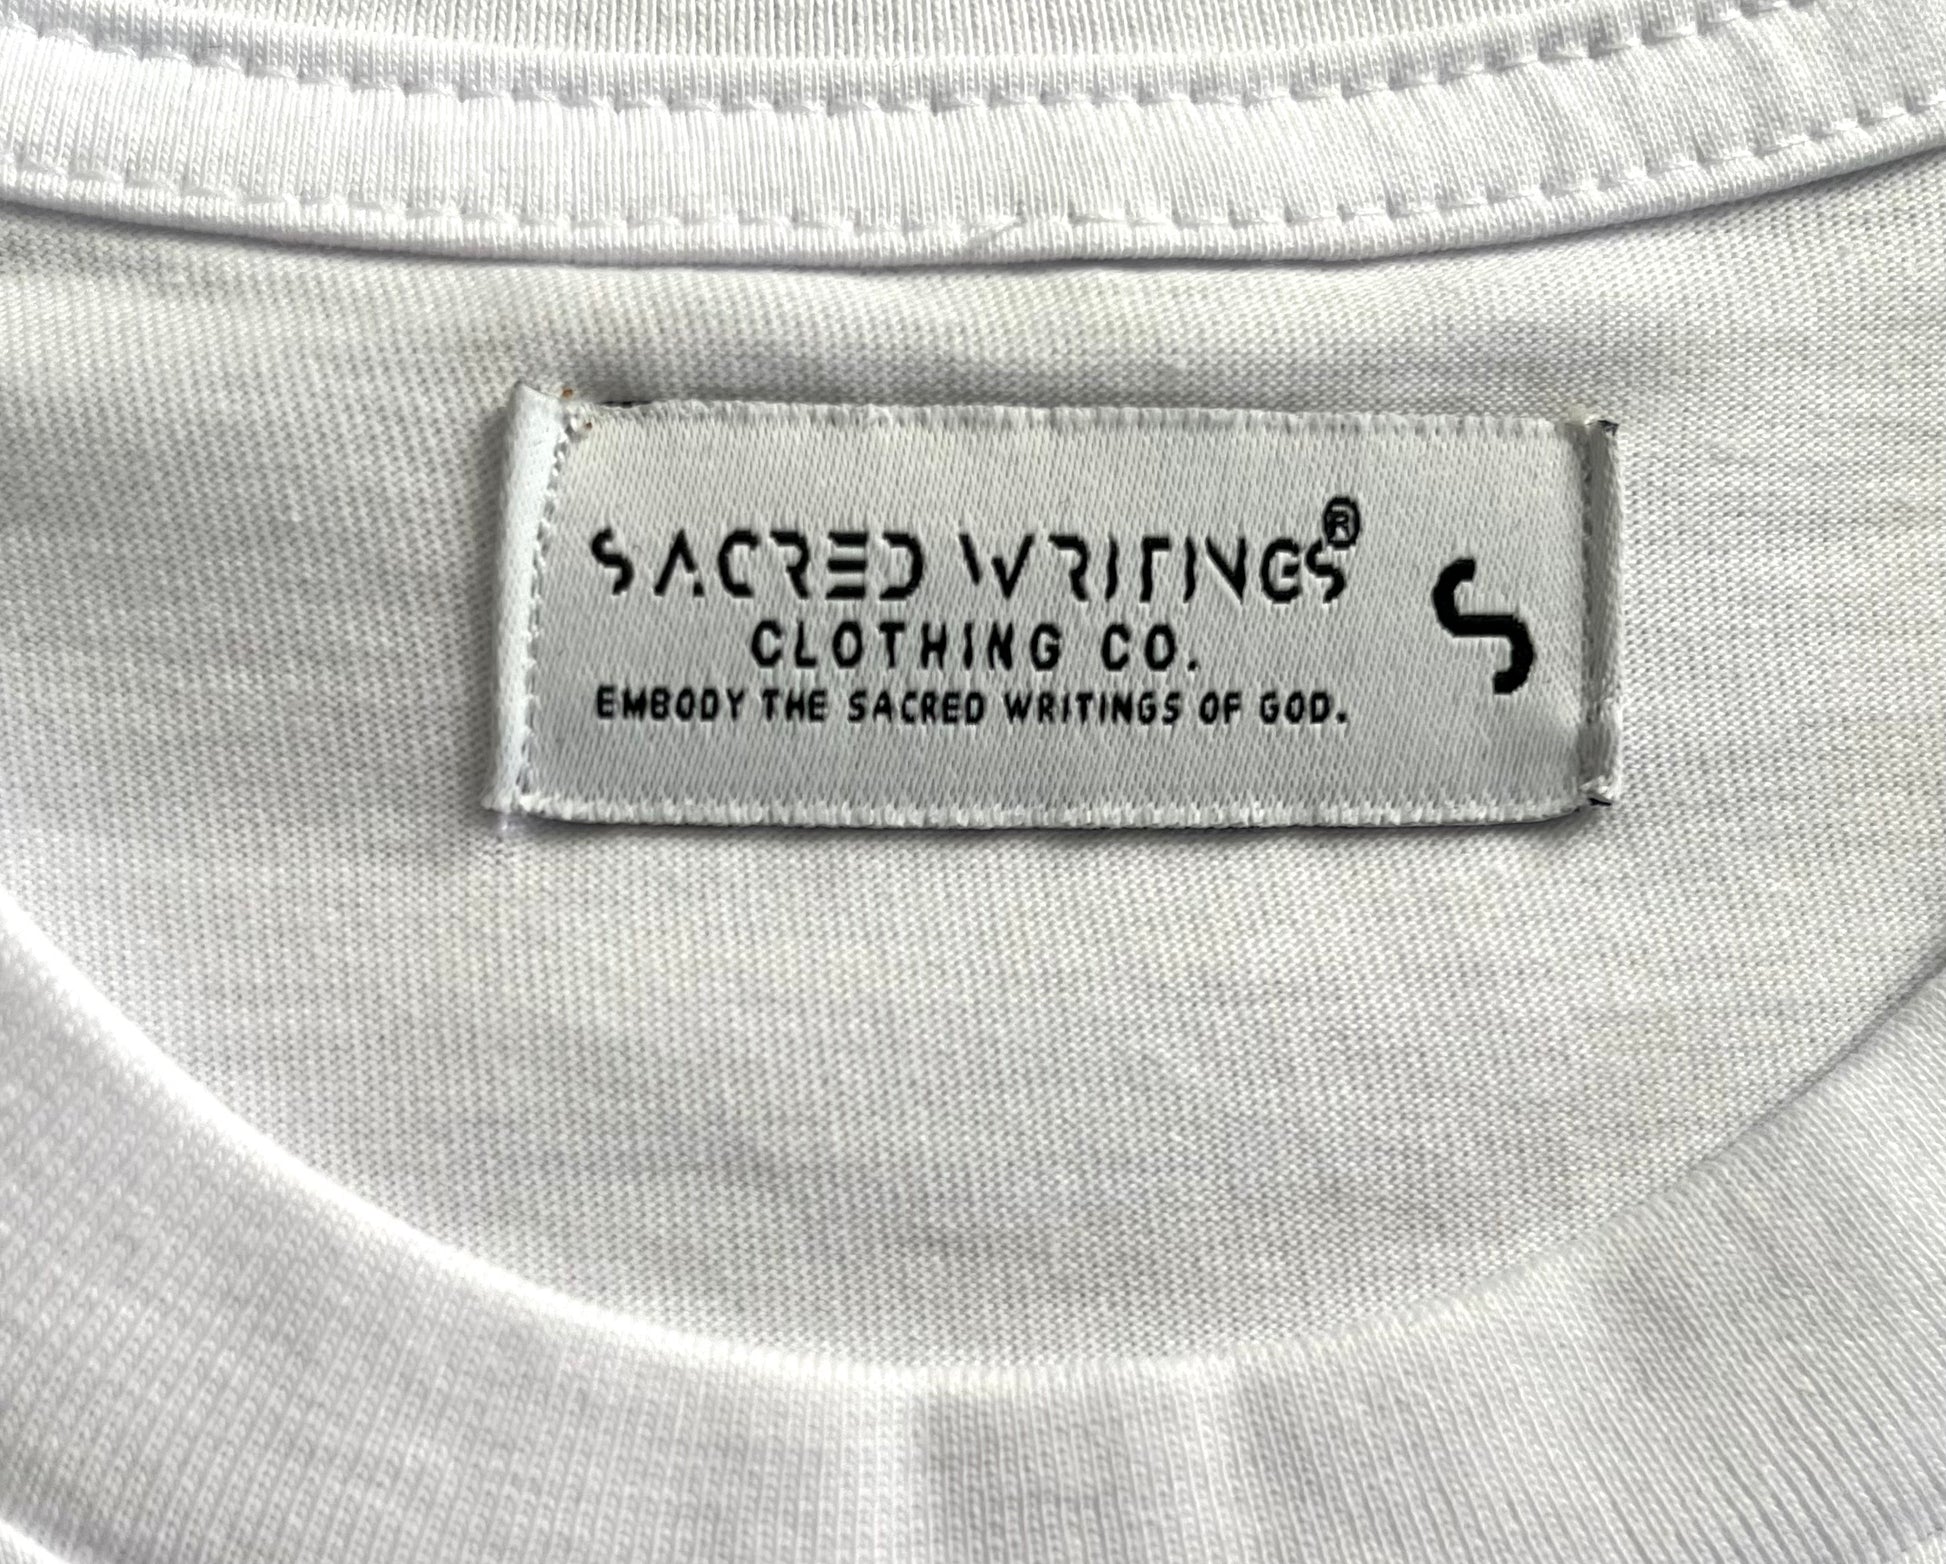 SACRED WRITINGS®
CLOTHING CO.
EMBODY THE SACRED WRITINGS OF GOD.
S